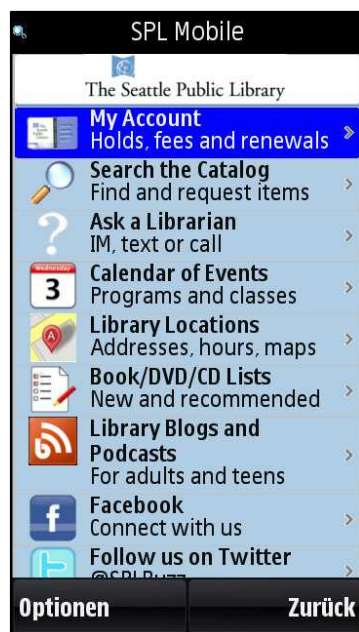 SPL Mobile
The Seattle Public Library
My Account
Holds, fees and renewals
Search the Catalog
Find and request items
Ask a Librarian
IM, text or call
Wednesday
3
Calendar of Events
Programs and classes
A
Library Locations
Addresses, hours, maps
Book/DVD/CD Lists
New and recommended
Library Blogs and
Podcasts
For adults and teens
Facebook
Connect with us
Follow us on Twitter
@SPLBuzz
Optionen
Zurück